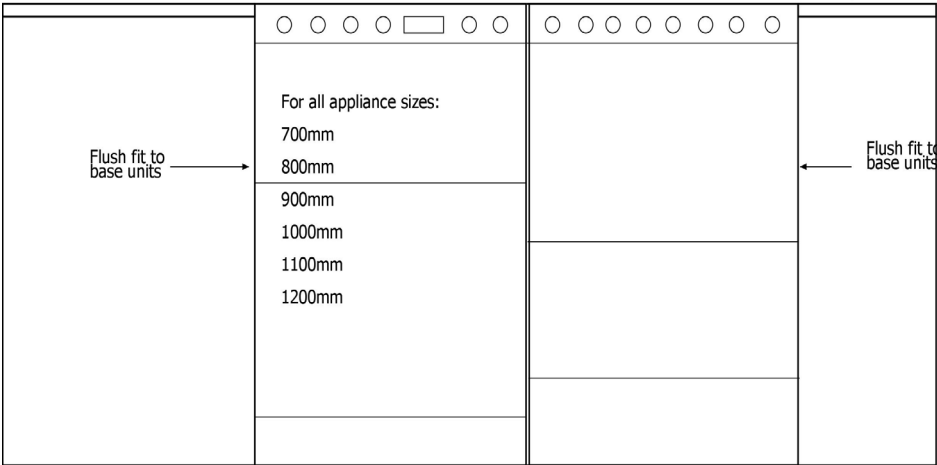 For all appliance sizes:
700mm
800mm
900mm
1000mm
1100mm
1200mm
Flush fit to
base units
Flush fit to
base units